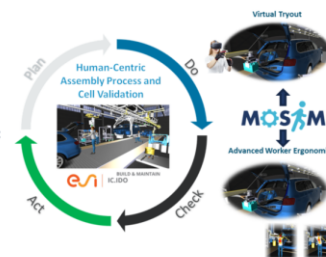 Virtual Tryout
Plan
Do
Human-Centric
Assembly Process and
Cell Validation
MOSIM
Advanced Worker Ergonomi
esi
BUILD & MAINTAIN
IC.IDO
Act
Check